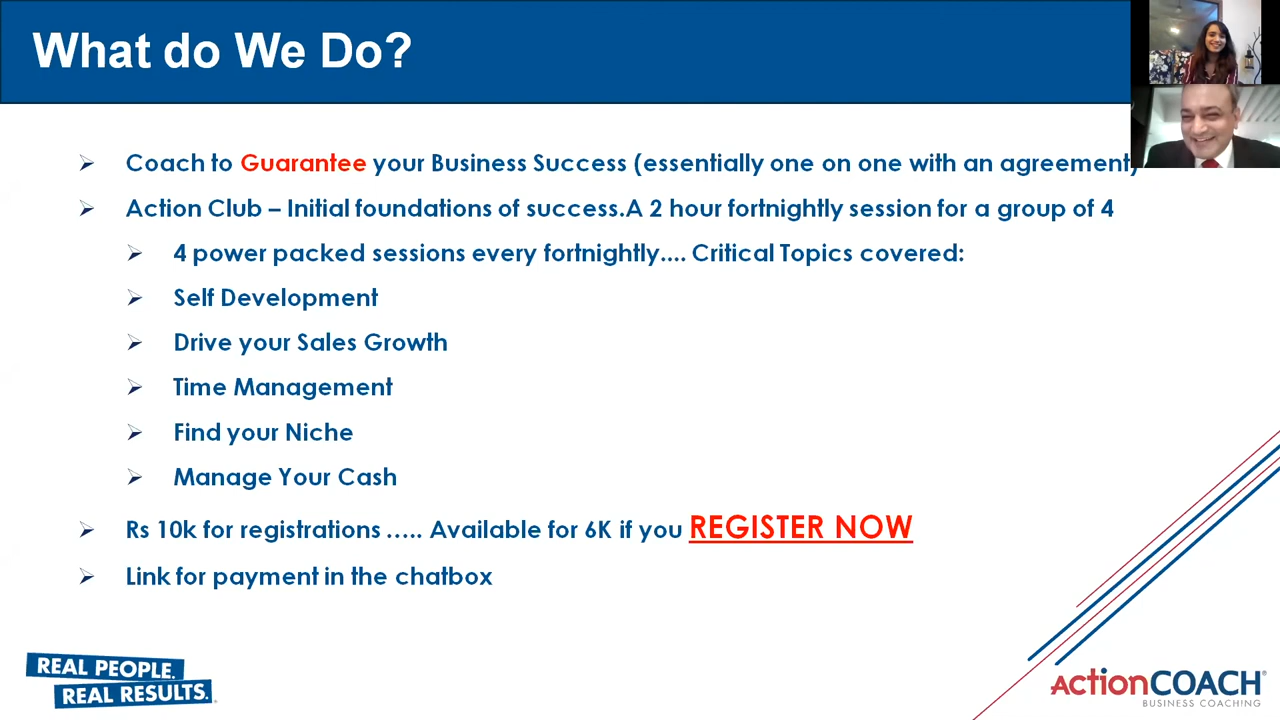 What do We Do?
Coach to Guarantee your Business Success (essentially one on one with an agreement)
Action Club – Initial foundations of success.A 2 hour fortnightly session for a group of 4
4 power packed sessions every fortnightly.... Critical Topics covered:
Self Development
Drive your Sales Growth
Time Management
Find your Niche
Manage Your Cash
Rs 10k for registrations ..... Available for 6K if you REGISTER NOW
Link for payment in the chatbox
REAL PEOPLE.
REAL RESULTS.
ActionCOACH®
BUSINESS COACHING